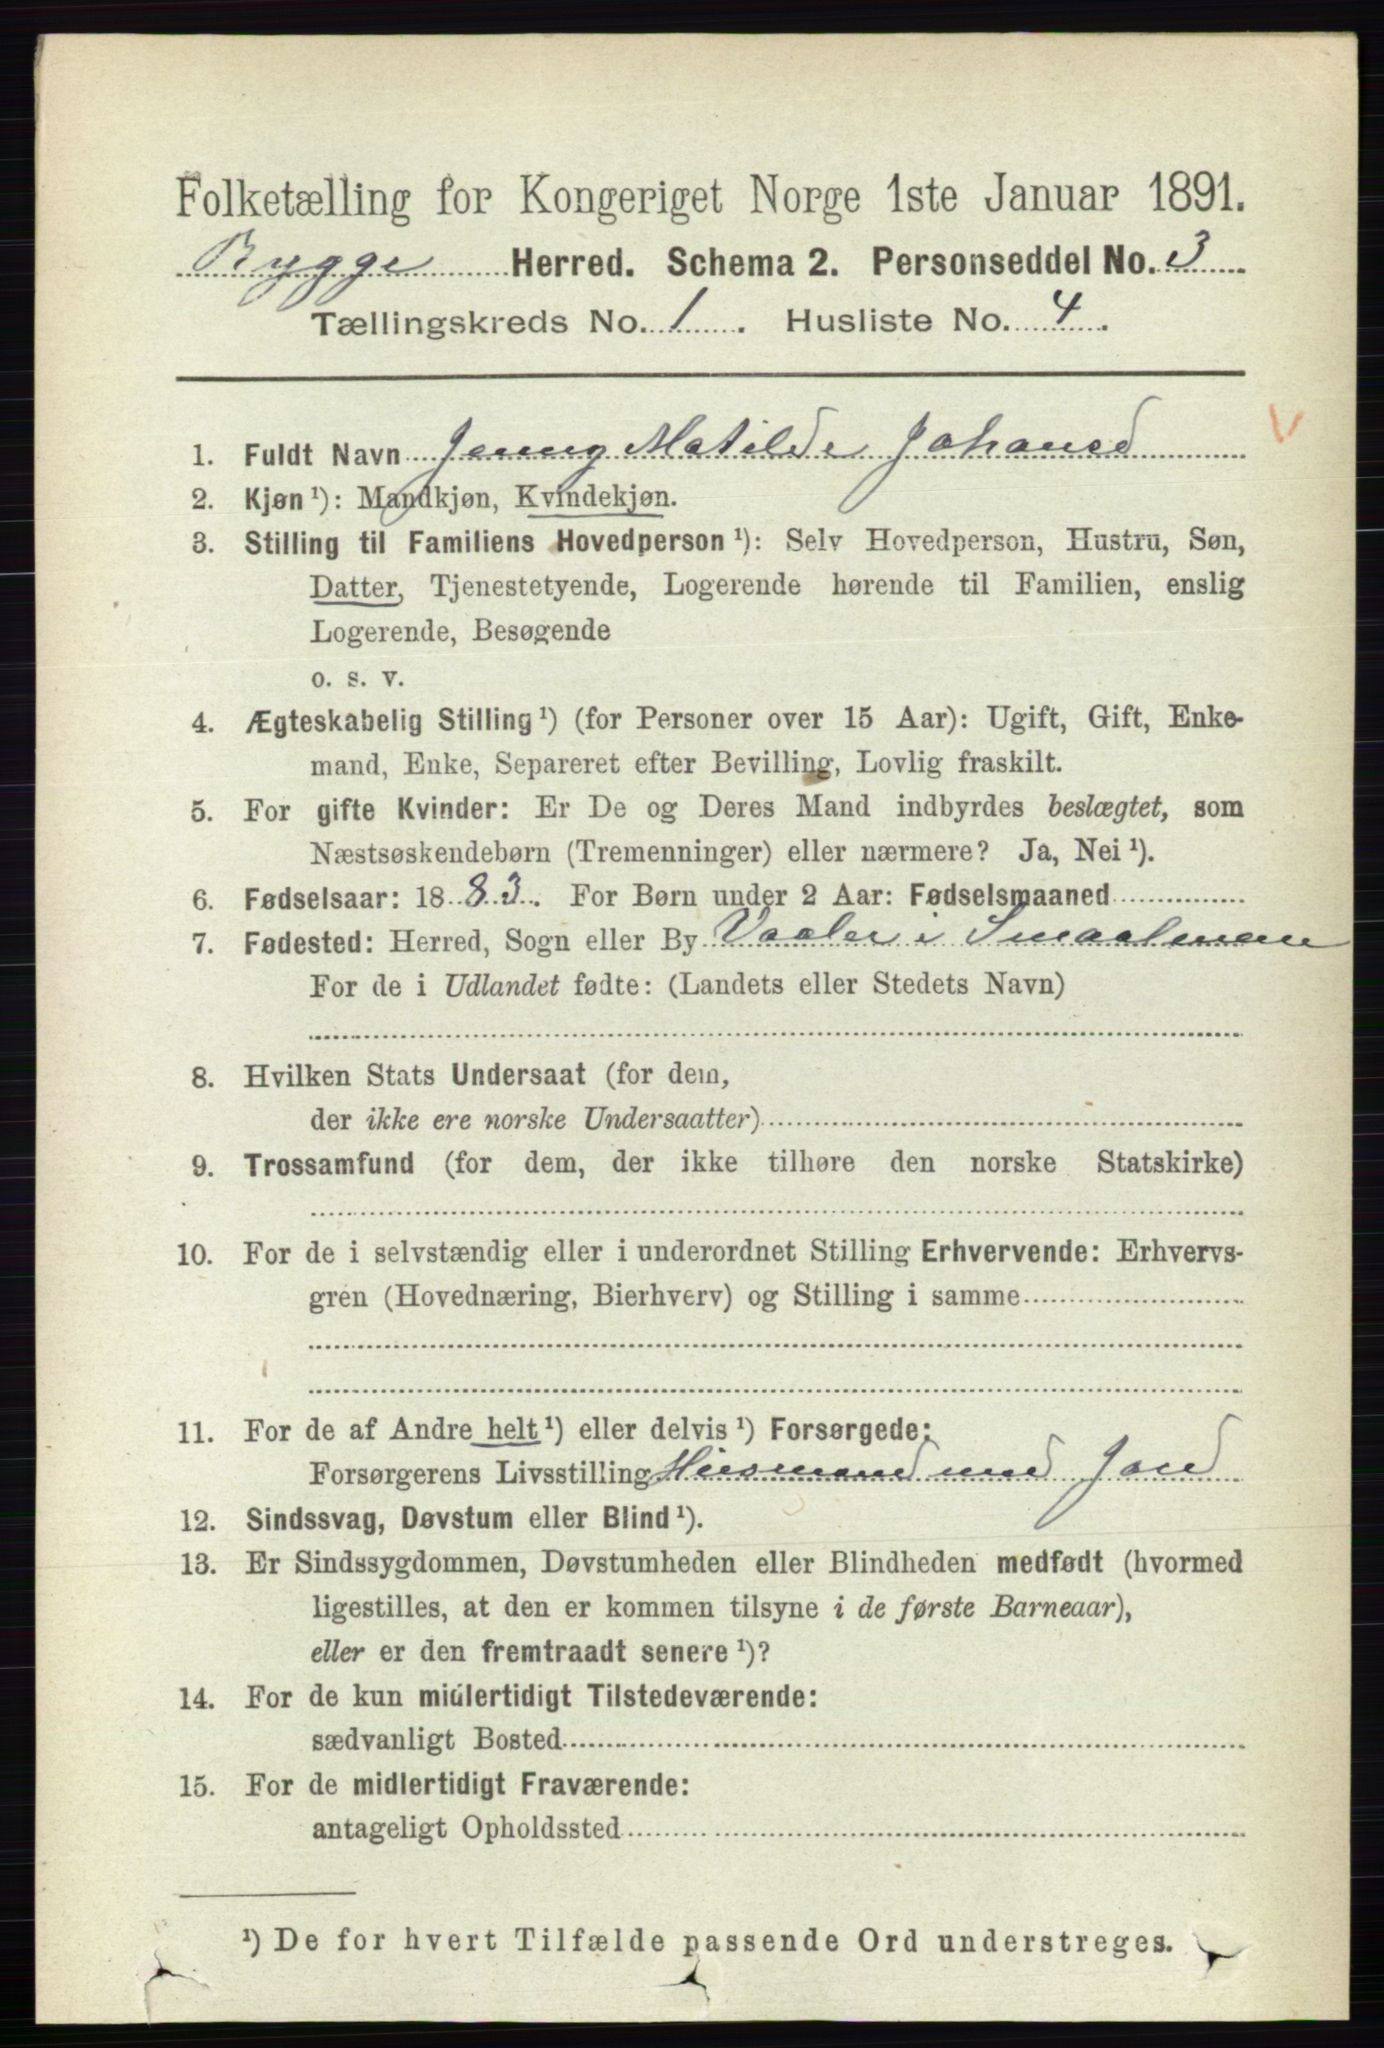 Folketælling for Kongeriget Norge 1ste Januar 1891.
Rygge Herred. Schema 2. Personseddel No. 3
Tællingskreds No. 1. Husliste No. 4.
1. Fuldt Navn Jenny Matilde Johansd
2. Kjøn¹): Mandkjøn, Kvindekjøn.
3. Stilling til Familiens Hovedperson¹): Selv Hovedperson, Hustru, Søn,
Datter, Tjenestetyende, Logerende hørende til Familien, enslig
Logerende, Besøgende
o. s. v.
4. Ægteskabelig Stilling¹) (for Personer over 15 Aar): Ugift, Gift, Enke-
mand, Enke, Separeret efter Bevilling, Lovlig fraskilt.
5. For gifte Kvinder: Er De og Deres Mand indbyrdes beslægtet, som
Næstsøskendebørn (Tremenninger) eller nærmere? Ja, Nei¹).
6. Fødselsaar: 1883. For Børn under 2 Aar: Fødselsmaaned
7. Fødested: Herred, Sogn eller By Vaaler i Smaalenene
For de i Udlandet fødte: (Landets eller Stedets Navn)
8. Hvilken Stats Undersaat (for dem,
der ikke ere norske Undersaatter)
9. Trossamfund (for dem, der ikke tilhøre den norske Statskirke)
10. For de i selvstændig eller i underordnet Stilling Erhvervende: Erhvervs-
gren (Hovednæring, Bierhverv) og Stilling i samme
11. For de af Andre helt¹) eller delvis¹) Forsørgede:
Forsørgerens Livsstilling Husmand med Jord
12. Sindssvag, Døvstum eller Blind¹).
13. Er Sindssygdommen, Døvstumheden eller Blindheden medfødt (hvormed
ligestilles, at den er kommen tilsyne i de første Barneaar),
eller er den fremtraadt senere¹)?
14. For de kun midlertidigt Tilstedeværende:
sædvanligt Bosted
15. For de midlertidigt Fraværende:
antageligt Opholdssted
¹) De for hvert Tilfælde passende Ord understreges.